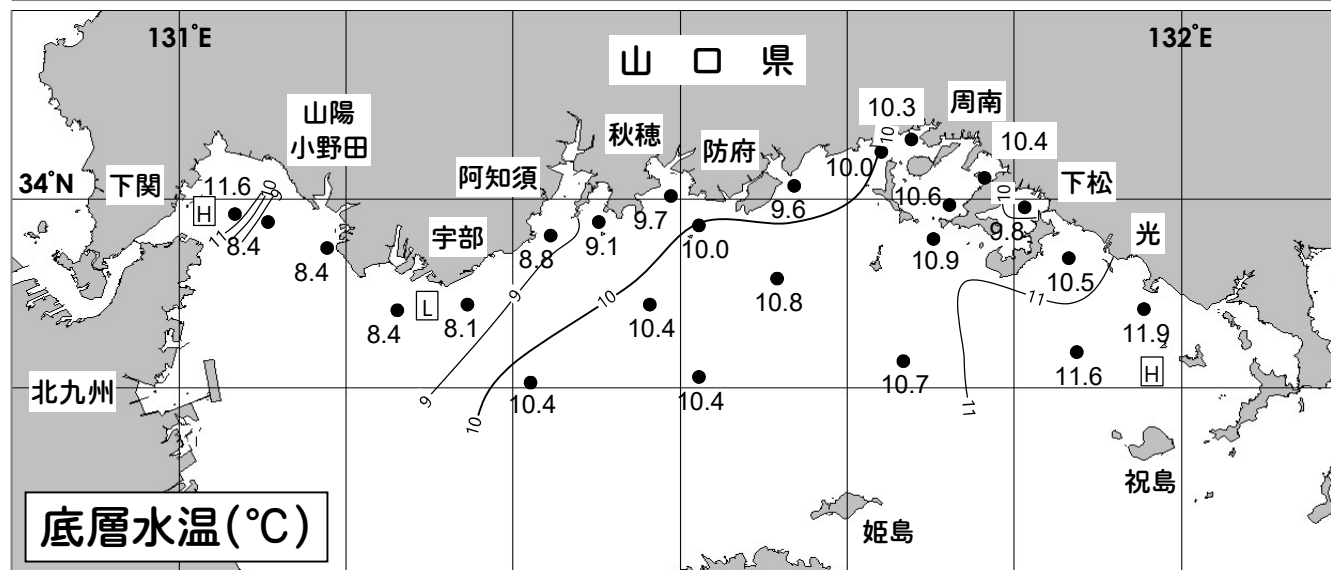 131°E
132°E
山 口 県
山陽
小野田
秋穂
防府
10.3
周南
10
10.4
34°N
下関
11.6
10
9
阿知須
10.0
10.6
10
下松
H
11
8.4
8.4
宇部
8.8
9.1
9.7
10.0
9.6
10.9
9.8
光
8.4
L
8.1
9
10
10.4
10.8
10.5
11
11.9
北九州
9
10
10.4
10.4
10.7
11
11.6
H
祝島
姫島
底層水温(℃)